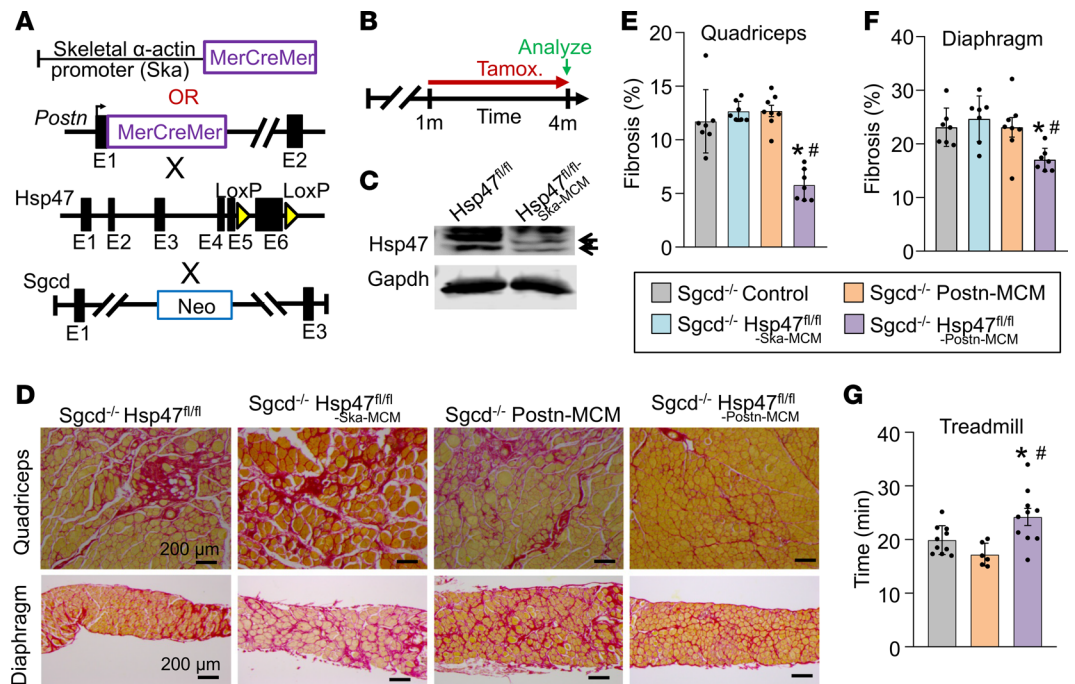 A
Skeletal α-actin
promoter (Ska)
MerCreMer
OR
Postn
MerCreMer
E1
E2
X
Hsp47
LoxP
LoxP
E1
E2
E3
E4
E5
E6
X
Sgcd
Neo
E1
E3
B
Analyze
Tamox.
Time
1m
4m
C
Hsp47fl/fl
Hsp47fl/fl-
Ska-MCM
Hsp47
Gapdh
D
Sgcd-/- Hsp47fl/fl
Sgcd-/- Hsp47fl/fl
-Ska-MCM
Sgcd-/- Postn-MCM
Sgcd-/- Hsp47fl/fl
-Postn-MCM
Quadriceps
200 µm
Diaphragm
200 µm
E
Quadriceps
Fibrosis (%)
20
15
10
5
0
* #
F
Diaphragm
Fibrosis (%)
40
30
20
10
0
* #
Sgcd-/- Control
Sgcd-/- Postn-MCM
Sgcd-/- Hsp47fl/fl
-Ska-MCM
Sgcd-/- Hsp47fl/fl
-Postn-MCM
G
Treadmill
Time (min)
40
30
20
10
0
* #